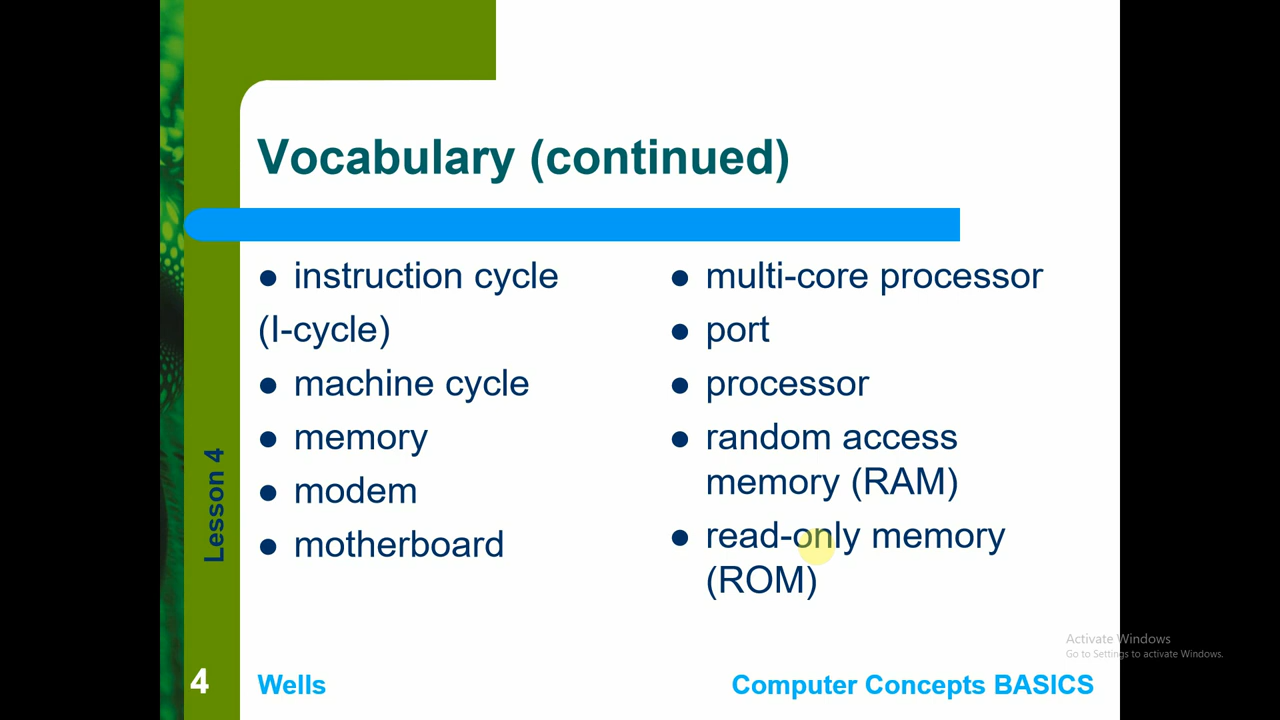 Vocabulary (continued)
● instruction cycle
(I-cycle)
● machine cycle
● memory
● modem
● motherboard
● multi-core processor
● port
● processor
● random access
memory (RAM)
● read-only memory
(ROM)
Lesson 4
4
Wells
Computer Concepts BASICS
Activate Windows
Go to Settings to activate Windows.